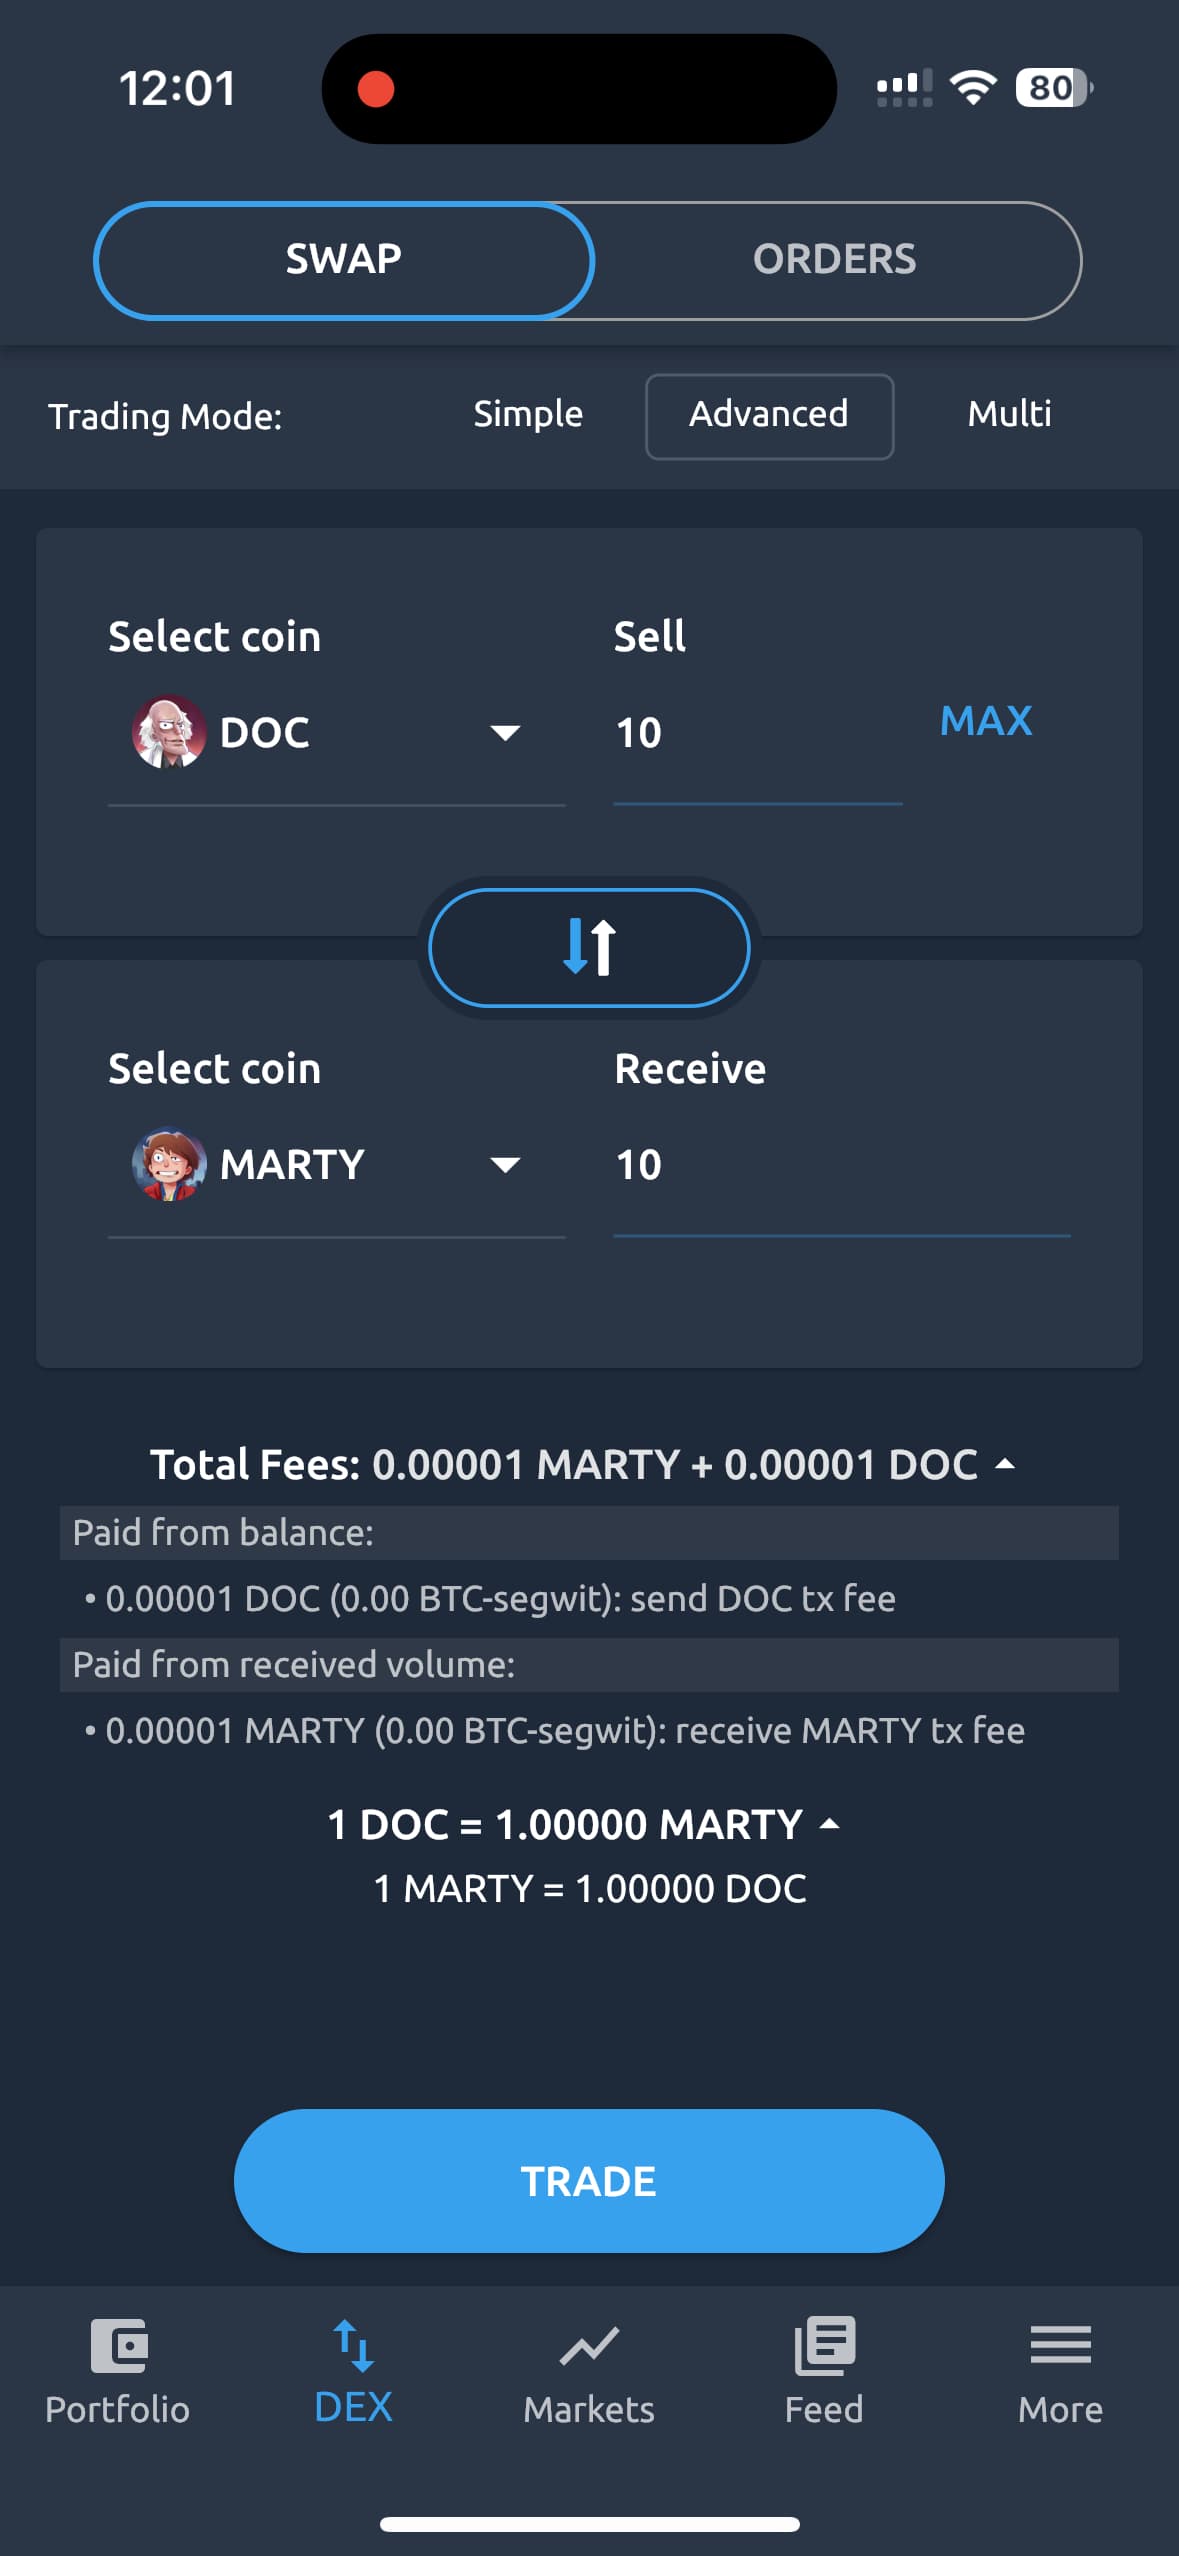 12:01
80
SWAP
ORDERS
Trading Mode:
Simple
Advanced
Multi
Select coin
Sell
DOC
10
MAX
Select coin
Receive
MARTY
10
Total Fees: 0.00001 MARTY + 0.00001 DOC
Paid from balance:
• 0.00001 DOC (0.00 BTC-segwit): send DOC tx fee
Paid from received volume:
• 0.00001 MARTY (0.00 BTC-segwit): receive MARTY tx fee
1 DOC = 1.00000 MARTY
1 MARTY = 1.00000 DOC
TRADE
Portfolio
DEX
Markets
Feed
More